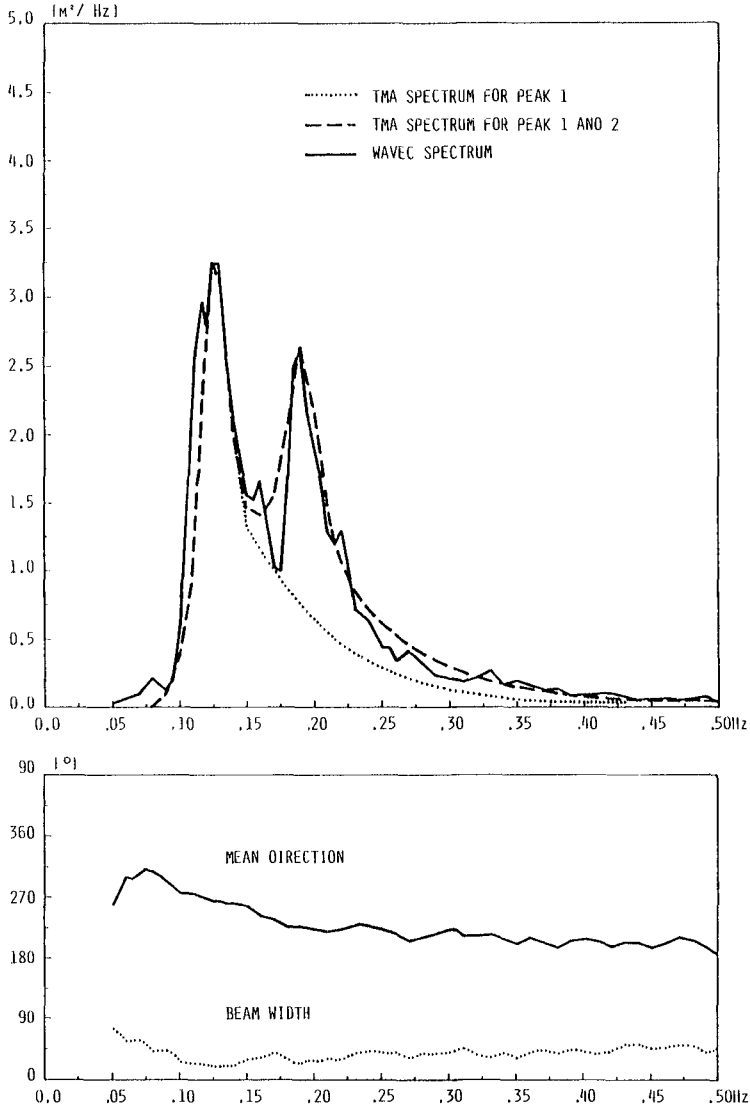 [M²/ Hz]
5.0
4.5
4.0
3.5
3.0
2.5
2.0
1.5
1.0
0.5
0.0
TMA SPECTRUM FOR PEAK 1
TMA SPECTRUM FOR PEAK 1 AND 2
WAVEC SPECTRUM
0.0 .05 .10 .15 .20 .25 .30 .35 .40 .45 .50Hz
[°]
90
360
270
180
90
0
MEAN DIRECTION
BEAM WIDTH
0.0 .05 .10 .15 .20 .25 .30 .35 .40 .45 .50Hz